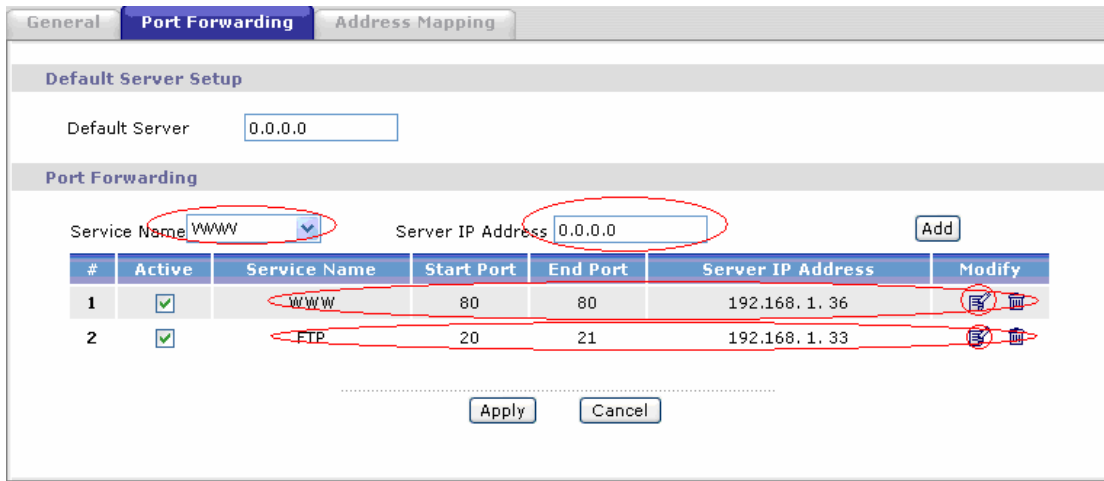 General Port Forwarding Address Mapping
Default Server Setup
Default Server 0.0.0.0
Port Forwarding
Service Name WWW Server IP Address 0.0.0.0 Add
# Active Service Name Start Port End Port Server IP Address Modify
1 WWW 80 80 192.168. 1. 36
2 FTP 20 21 192.168. 1. 33
Apply Cancel